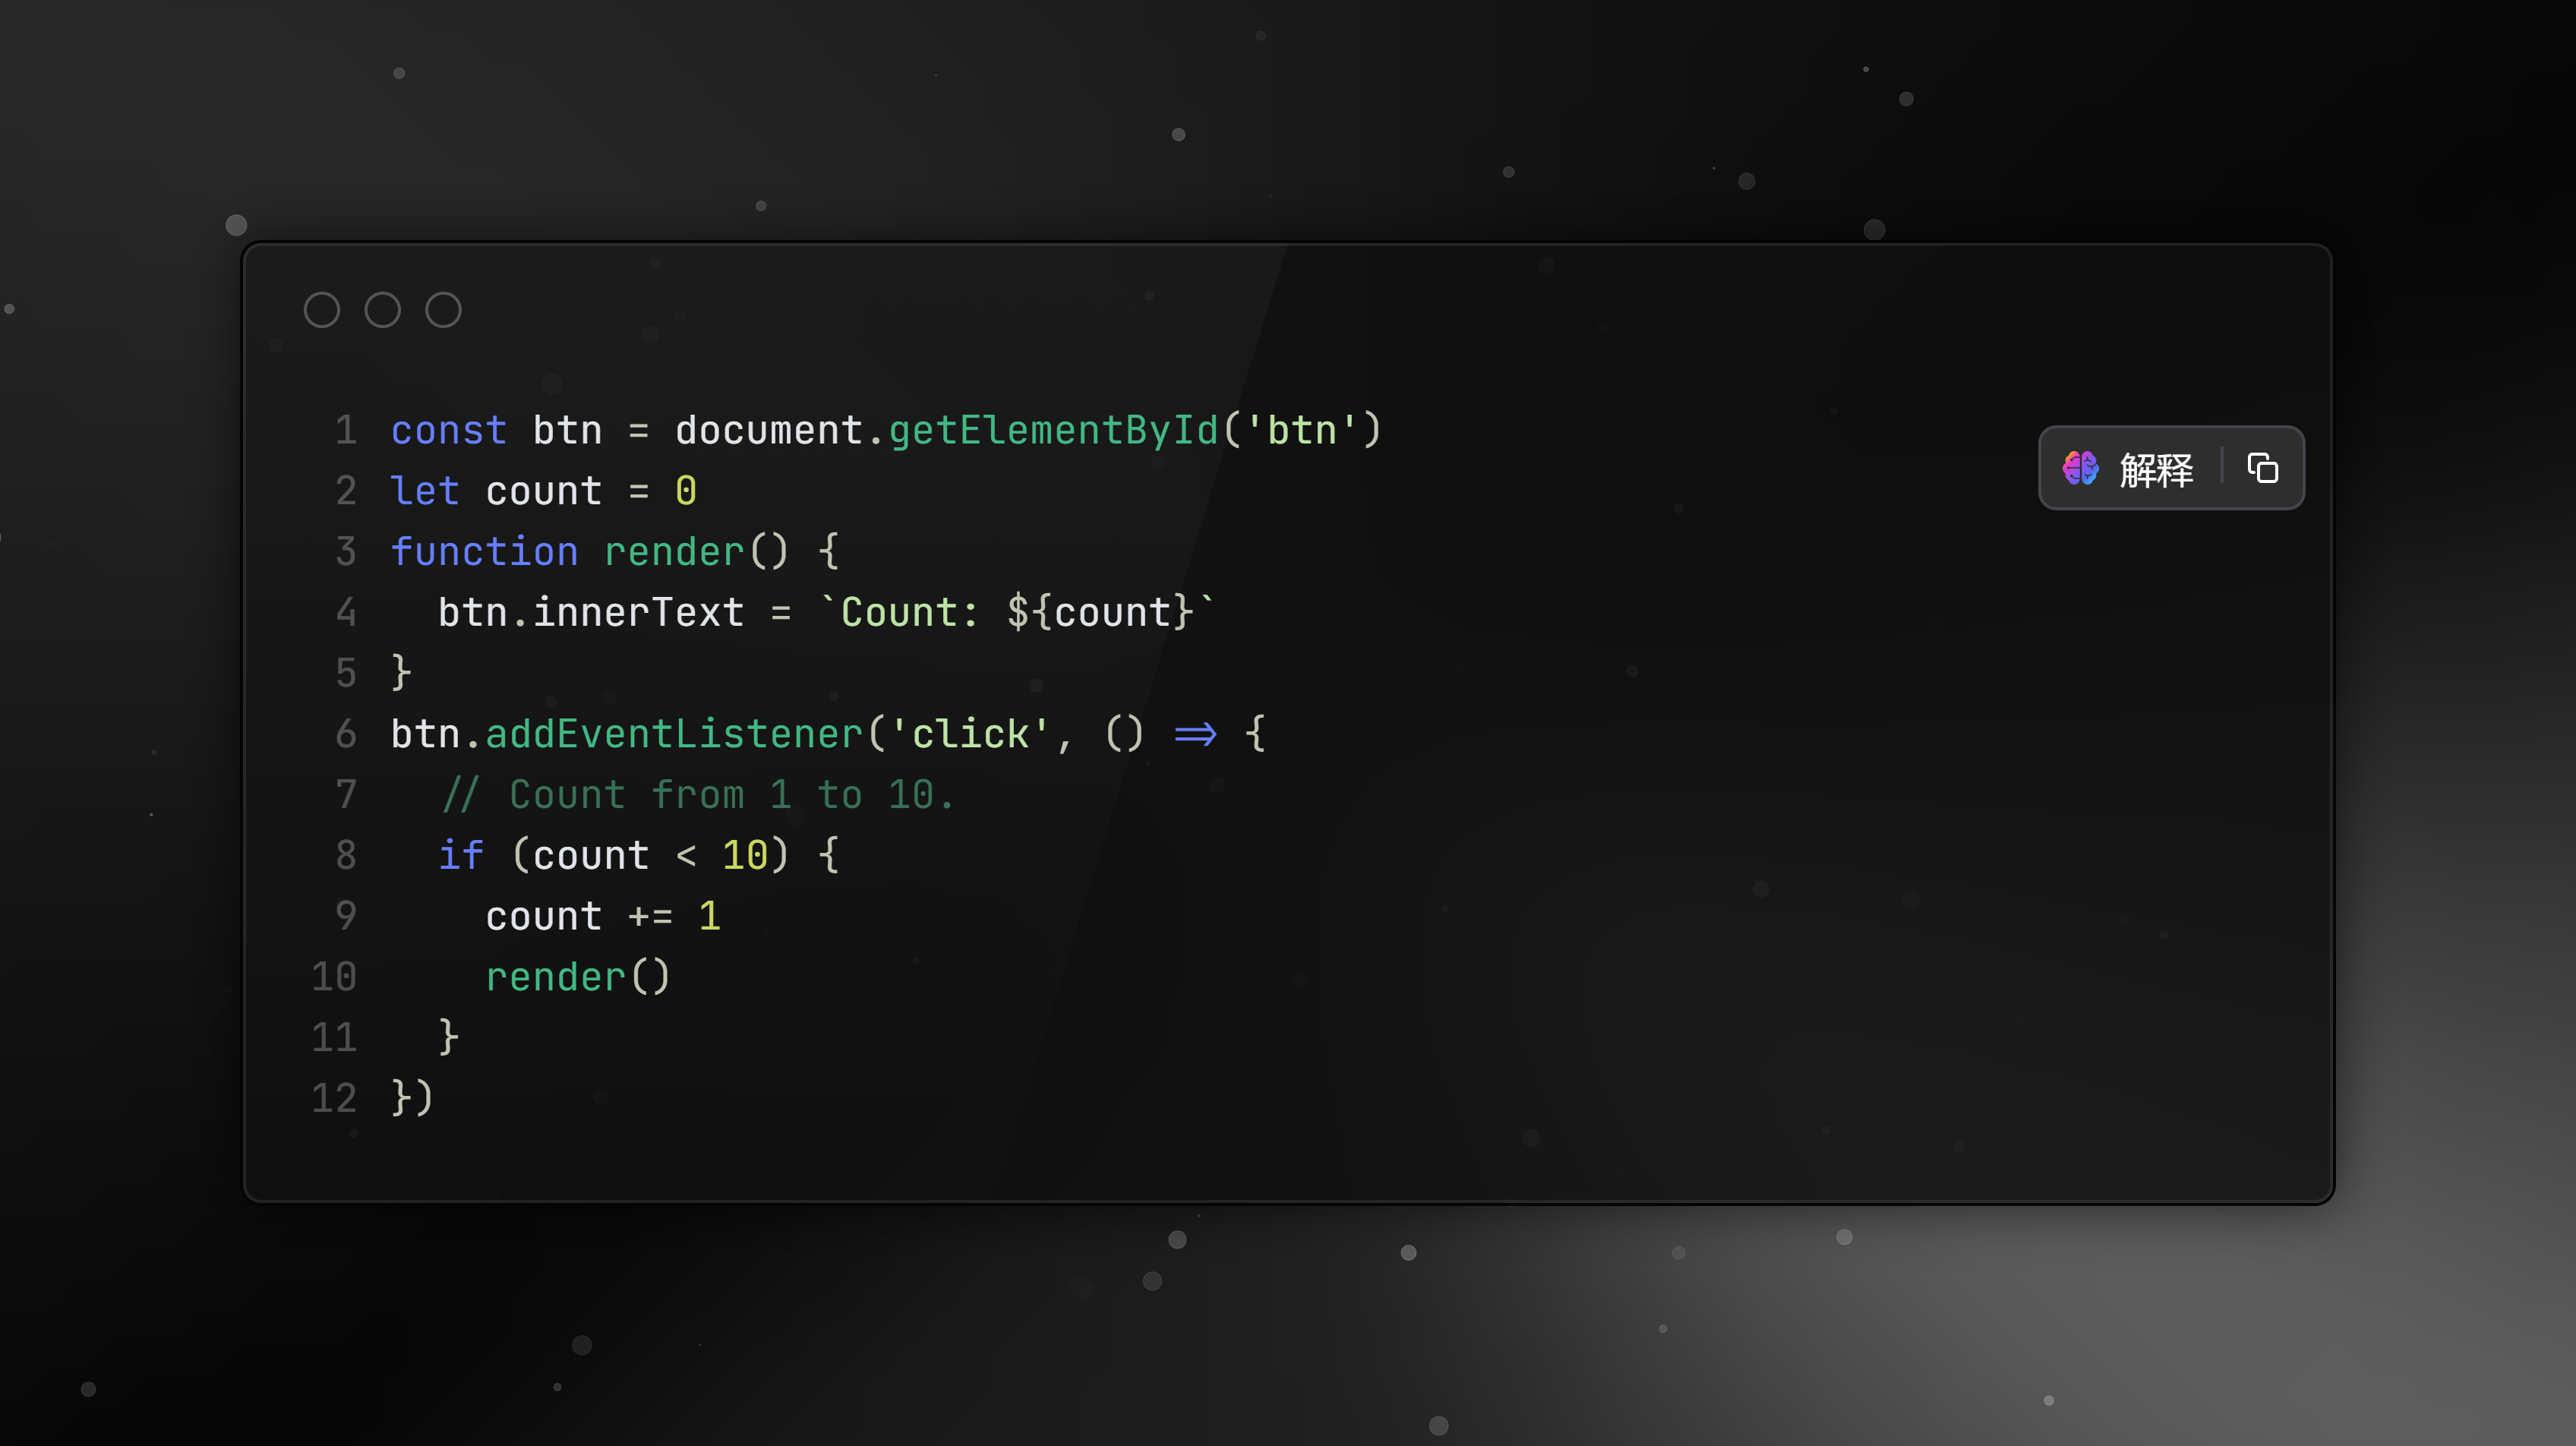 1 const btn = document.getElementById('btn')
解释
2 let count = 0
3 function render() {
4   btn.innerText = `Count: ${count}`
5 }
6 btn.addEventListener('click', () => {
7   // Count from 1 to 10.
8   if (count < 10) {
9     count += 1
10     render()
11   }
12 })